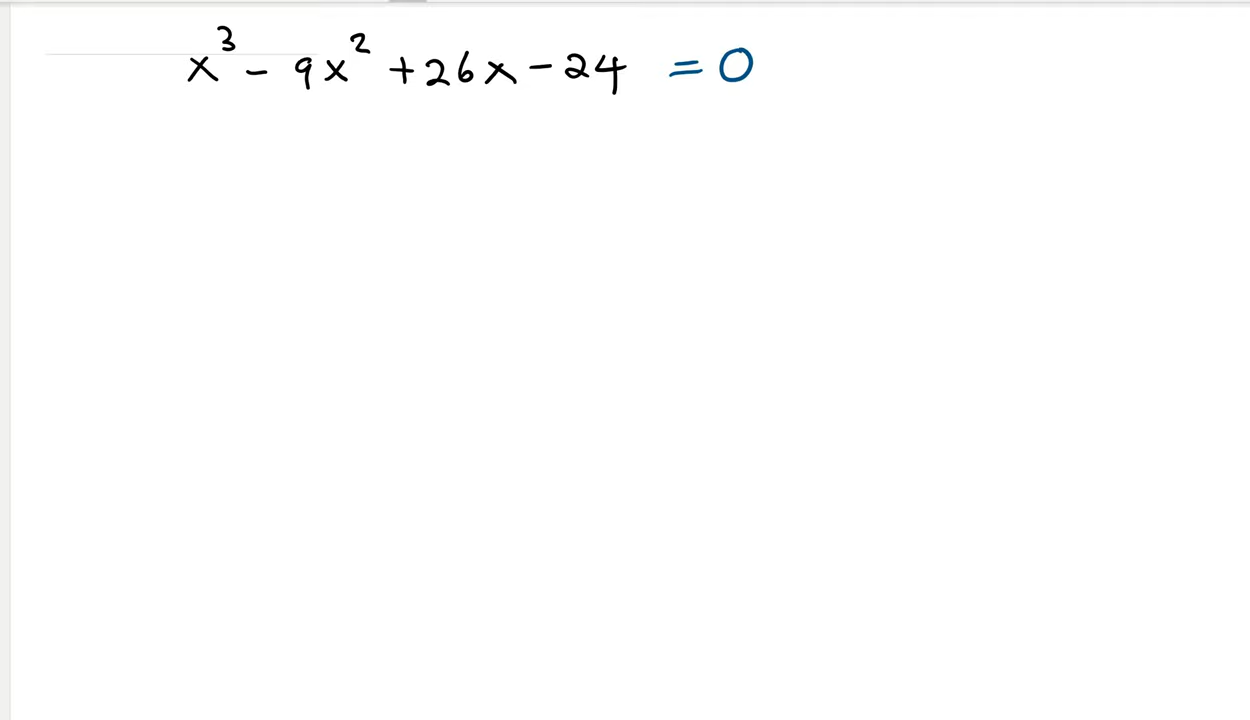 x³ - 9x² + 26x - 24 = 0